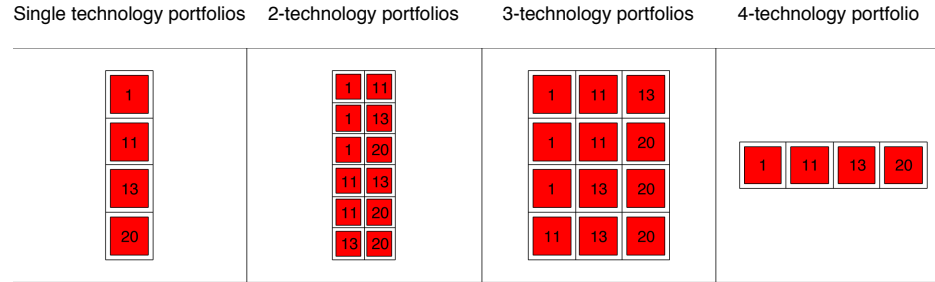 Single technology portfolios
2-technology portfolios
3-technology portfolios
4-technology portfolio
1
11
13
20
1 11
1 13
1 20
11 13
11 20
13 20
1 11 13
1 11 20
1 13 20
11 13 20
1 11 13 20